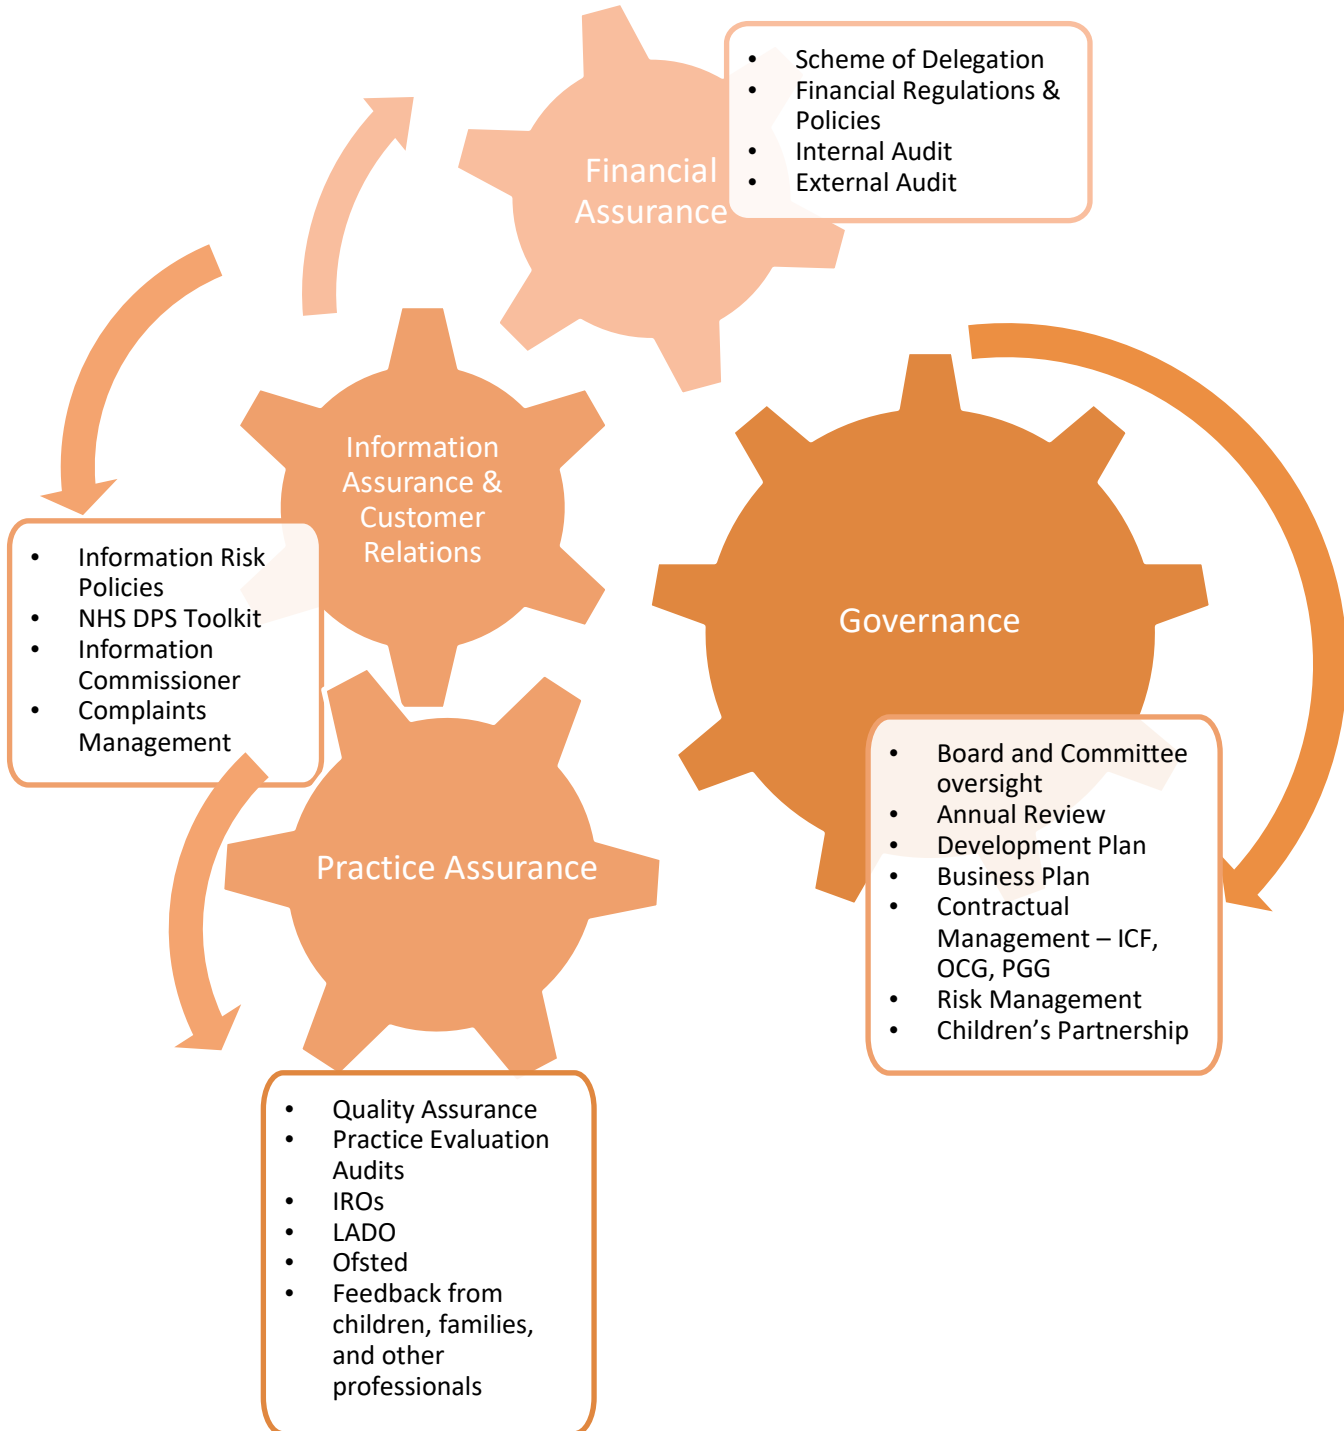 Financial
Assurance
• Scheme of Delegation
• Financial Regulations &
Policies
• Internal Audit
• External Audit
Information
Assurance &
Customer
Relations
• Information Risk
Policies
• NHS DPS Toolkit
• Information
Commissioner
• Complaints
Management
Governance
• Board and Committee
oversight
• Annual Review
• Development Plan
• Business Plan
• Contractual
Management – ICF,
OCG, PGG
• Risk Management
• Children’s Partnership
Practice Assurance
• Quality Assurance
• Practice Evaluation
Audits
• IROs
• LADO
• Ofsted
• Feedback from
children, families,
and other
professionals